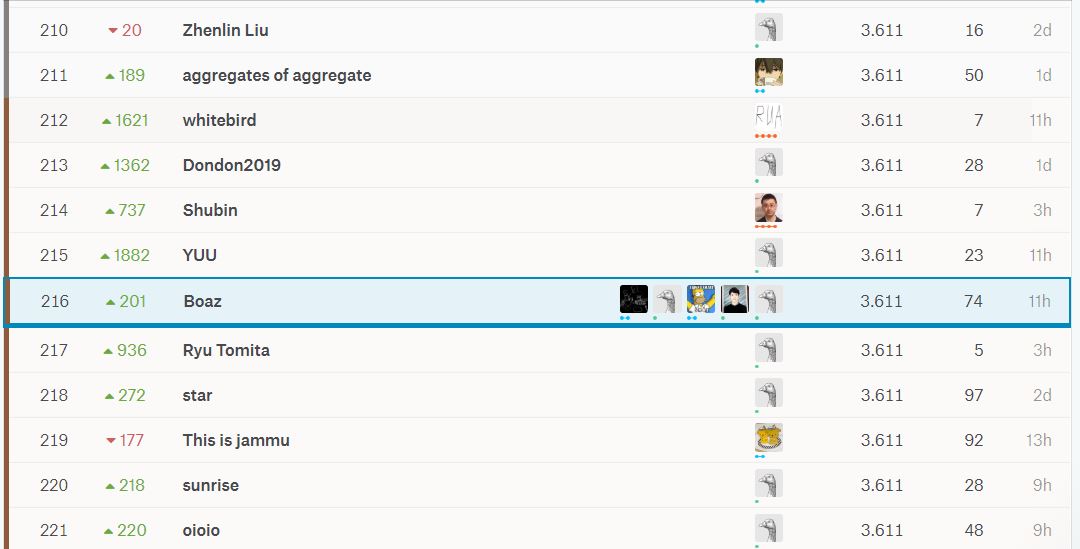 210 20 Zhenlin Liu 3.611 16 2d
211 189 aggregates of aggregate 3.611 50 1d
212 1621 whitebird RUA 3.611 7 11h
213 1362 Dondon2019 3.611 28 1d
214 737 Shubin 3.611 7 3h
215 1882 YUU 3.611 23 11h
216 201 Boaz 3.611 74 11h
217 936 Ryu Tomita 3.611 5 3h
218 272 star 3.611 97 2d
219 177 This is jammu 3.611 92 13h
220 218 sunrise 3.611 28 9h
221 220 oioio 3.611 48 9h